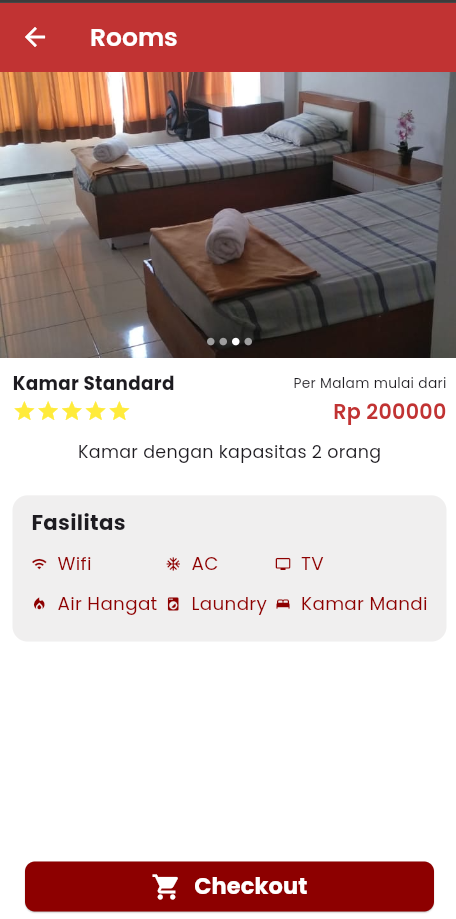 Rooms
Kamar Standard
Per Malam mulai dari
Rp 200000
Kamar dengan kapasitas 2 orang
Fasilitas
Wifi AC TV
Air Hangat Laundry Kamar Mandi
Checkout